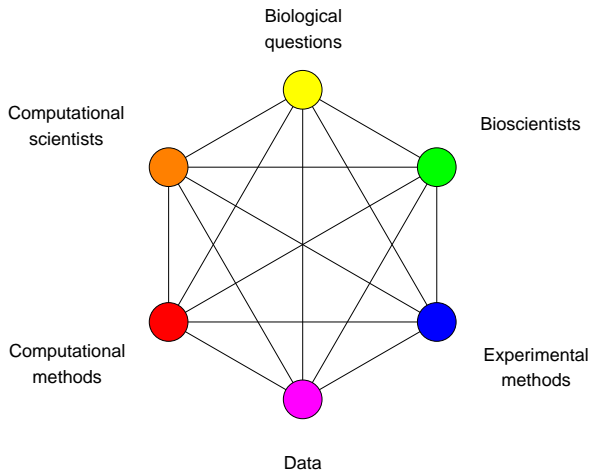 Biological
questions
Computational
scientists
Bioscientists
Computational
methods
Experimental
methods
Data